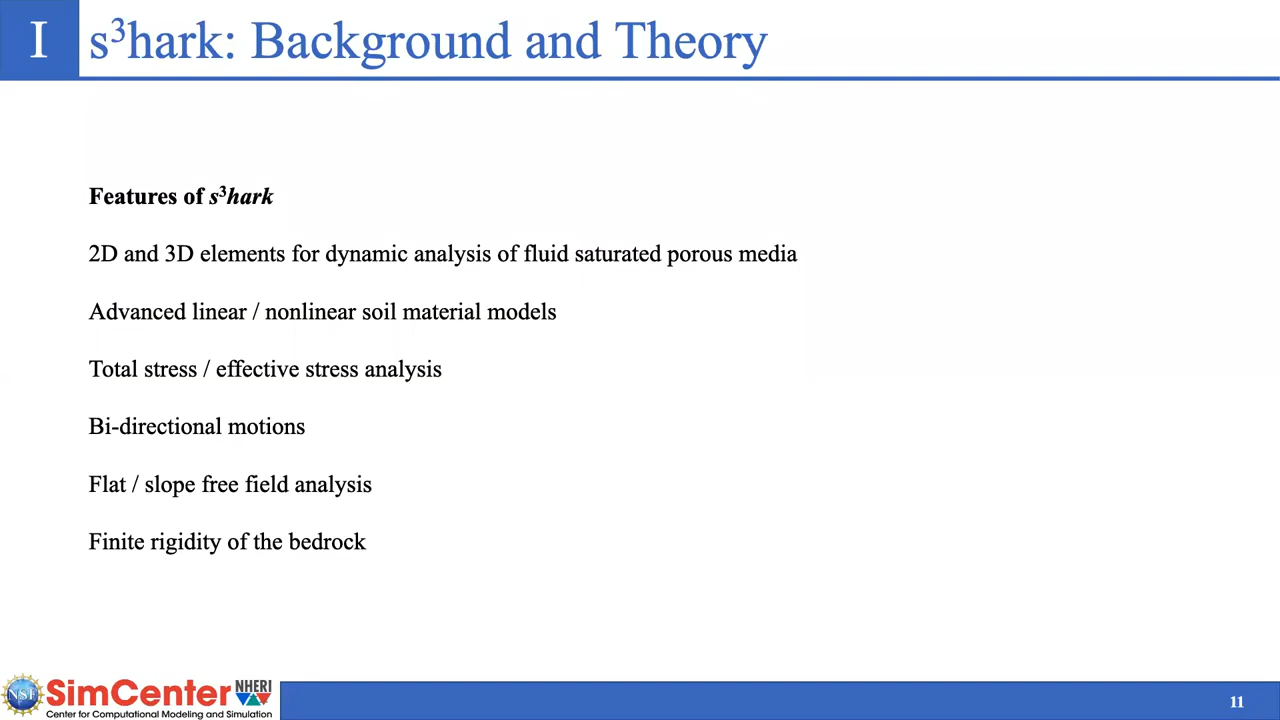 I
s³hark: Background and Theory
Features of s³hark
2D and 3D elements for dynamic analysis of fluid saturated porous media
Advanced linear / nonlinear soil material models
Total stress / effective stress analysis
Bi-directional motions
Flat / slope free field analysis
Finite rigidity of the bedrock
NSF
SimCenter
NHERI
Center for Computational Modeling and Simulation
11